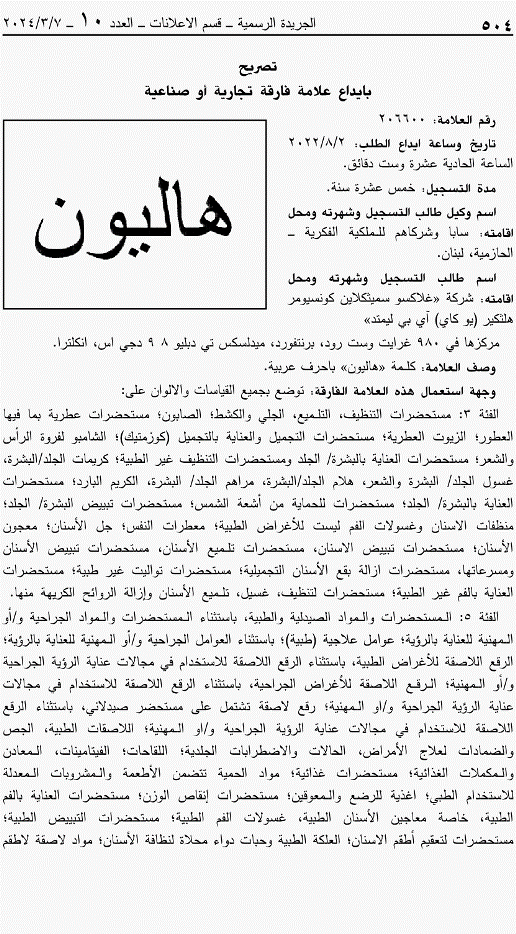 ٥٠٤ الجريدة الرسمية ــ قسم الاعلانات ــ العدد ١٠ ــ ٢٠٢٤/٣/٧
تصريح
بايداع علامة فارقة تجارية أو صناعية
رقم العلامة: ٢٠٦٦٠٠
تاريخ وساعة ايداع الطلب: ٢٠٢٢/٨/٢
الساعة الحادية عشرة وست دقائق.
مدة التسجيل: خمس عشرة سنة.
اسم وكيل طالب التسجيل وشهرته ومحل
اقامته: سابا وشركاهم للملكية الفكرية ــ
الحازمية، لبنان.
اسم طالب التسجيل وشهرته ومحل
اقامته: شركة «غلاكسو سميثكلاين كونسيومر
هلثكير (يو كاي) آي بي ليمتد»
هاليون
مركزها في ٩٨٠ غرايت وست رود، برنتفورد، ميدلسكس تي دبليو ٨ ٩ دجي اس، انكلترا.
وصف العلامة: كلمة «هاليون» باحرف عربية.
وجهة استعمال هذه العلامة الفارقة: توضع بجميع القياسات والالوان على:
الفئة ٣: مستحضرات التنظيف، التلميع، الجلي والكشط؛ الصابون؛ مستحضرات عطرية بما فيها
العطور؛ الزيوت العطرية؛ مستحضرات التجميل والعناية بالتجميل (كوزمتيك)؛ الشامبو لفروة الرأس
والشعر؛ مستحضرات العناية بالبشرة/ الجلد ومستحضرات التنظيف غير الطبية؛ كريمات الجلد/البشرة،
غسول الجلد/ البشرة والشعر، هلام الجلد/البشرة، مراهم الجلد/ البشرة، الكريم البارد؛ مستحضرات
العناية بالبشرة/ الجلد؛ مستحضرات للحماية من أشعة الشمس؛ مستحضرات تبييض البشرة/ الجلد؛
منظفات الاسنان وغسولات الفم ليست للأغراض الطبية؛ معطرات النفس؛ جل الأسنان؛ معجون
الأسنان؛ مستحضرات تبييض الاسنان، مستحضرات تلميع الأسنان، مستحضرات تبييض الأسنان
ومسرعاتها، مستحضرات ازالة بقع الأسنان التجميلية؛ مستحضرات تواليت غير طبية؛ مستحضرات
العناية بالفم غير الطبية؛ مستحضرات لتنظيف، غسيل، تلميع الأسنان وإزالة الروائح الكريهة منها.
الفئة ٥: المستحضرات والمواد الصيدلية والطبية، باستثناء المستحضرات والمواد الجراحية و/أو
المهنية للعناية بالرؤية؛ عوامل علاجية (طبية)؛ باستثناء العوامل الجراحية و/أو المهنية للعناية بالرؤية؛
الرقع اللاصقة للأغراض الطبية، باستثناء الرقع اللاصقة للاستخدام في مجالات عناية الرؤية الجراحية
و/أو المهنية؛ الرقع اللاصقة للأغراض الجراحية، باستثناء الرقع اللاصقة للاستخدام في مجالات
عناية الرؤية الجراحية و/او المهنية؛ رقع لاصقة تشتمل على مستحضر صيدلاني، باستثناء الرقع
اللاصقة للاستخدام في مجالات عناية الرؤية الجراحية و/او المهنية؛ اللاصقات الطبية، الجص
والضمادات لعلاج الأمراض، الحالات والاضطرابات الجلدية؛ اللقاحات؛ الفيتامينات، المعادن
والمكملات الغذائية؛ مستحضرات غذائية؛ مواد الحمية تتضمن الأطعمة والمشروبات المعدلة
للاستخدام الطبي؛ اغذية للرضع والمعوقين؛ مستحضرات إنقاص الوزن؛ مستحضرات العناية بالفم
الطبية، خاصة معاجين الأسنان الطبية، غسولات الفم الطبية؛ مستحضرات التبييض الطبية؛
مستحضرات لتعقيم أطقم الاسنان؛ العلكة الطبية وحبات دواء محلاة لنظافة الأسنان؛ مواد لاصقة لاطقم